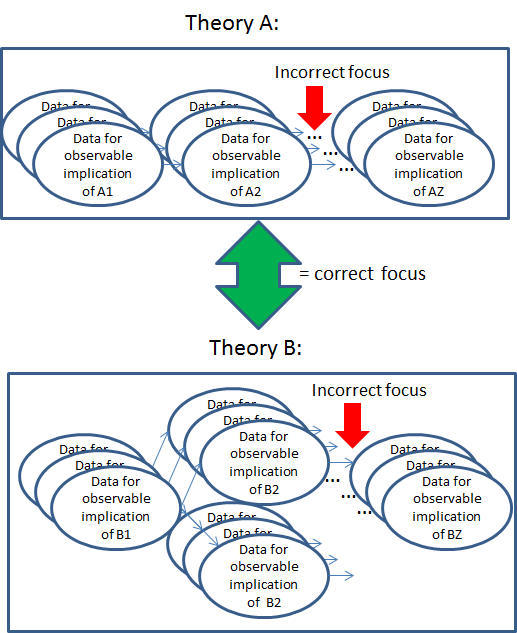 Theory A:
Incorrect focus
Data for
Data for
Data for
observable
implication
of A1
Data for
Data for
Data for
observable
implication
of A2
...
...
...
Data for
Data for
Data for
observable
implication
of AZ
= correct focus
Theory B:
Incorrect focus
Data for
Data for
Data for
observable
implication
of B1
Data for
Data for
Data for
observable
implication
of B2
...
...
...
Data for
Data for
Data for
observable
implication
of BZ
Data for
Data for
Data for
observable
implication
of B2